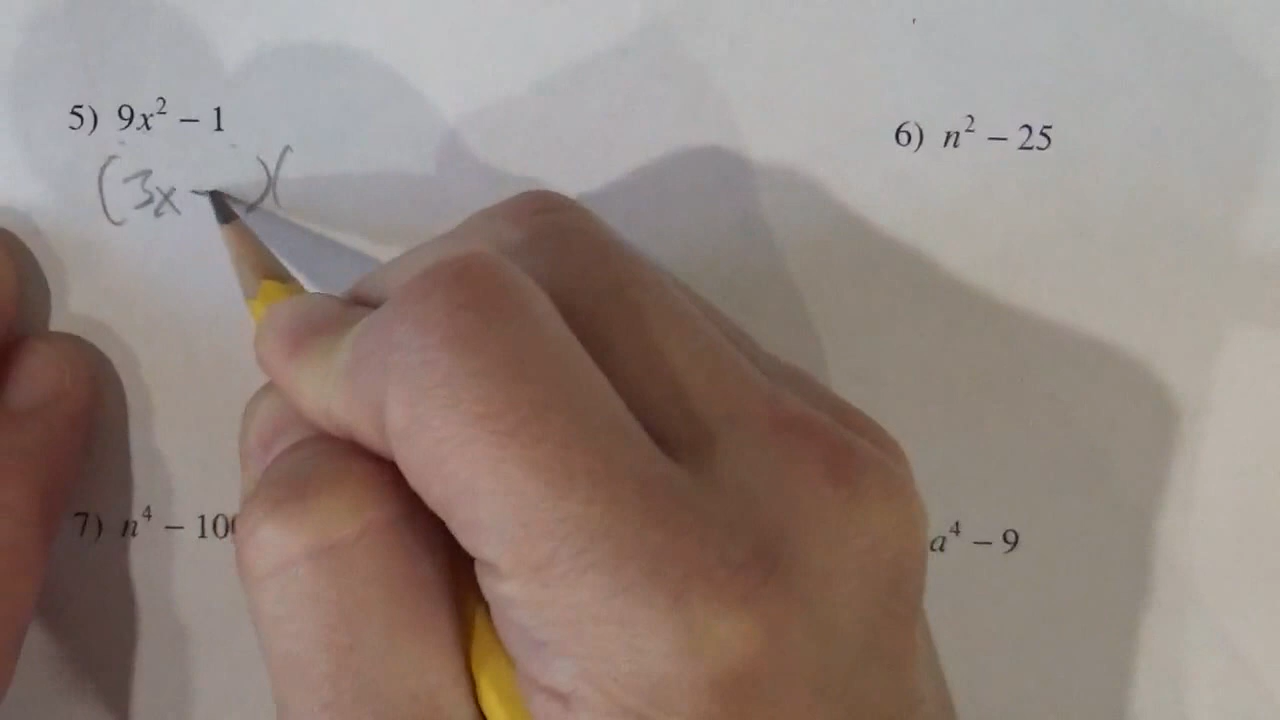 5) 9x² − 1
(3x − )(
6) n² − 25
7) n⁴ − 10
a⁴ − 9